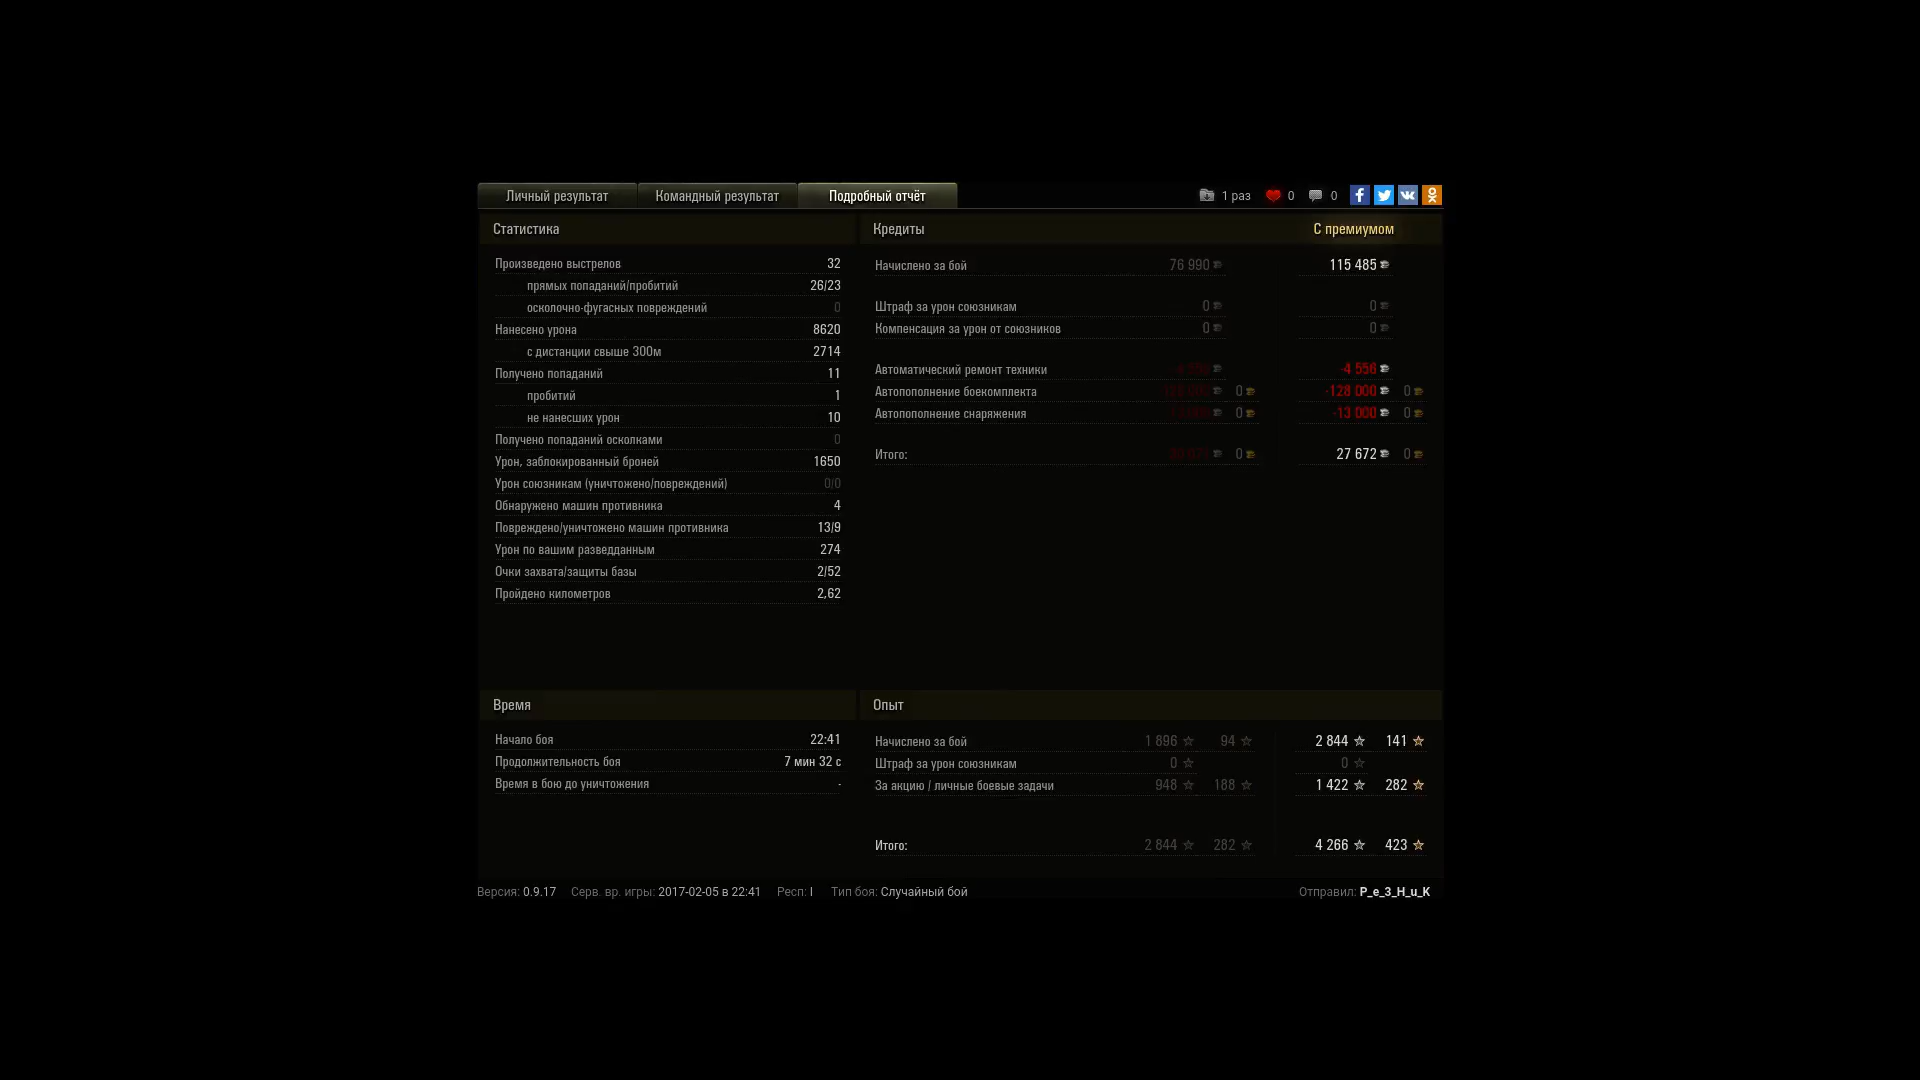 Личный результат Командный результат Подробный отчёт 1 раз 0 0
Статистика
Произведено выстрелов 32
прямых попаданий/пробитий 26/23
осколочно-фугасных повреждений 0
Нанесено урона 8620
с дистанции свыше 300м 2714
Получено попаданий 11
пробитий 1
не нанесших урон 10
Получено попаданий осколками 0
Урон, заблокированный броней 1650
Урон союзникам (уничтожено/повреждений) 0/0
Обнаружено машин противника 4
Повреждено/уничтожено машин противника 13/9
Урон по вашим разведданным 274
Очки захвата/защиты базы 2/52
Пройдено километров 2,62
Кредиты С премиумом
Начислено за бой 76 990 115 485
Штраф за урон союзникам 0 0
Компенсация за урон от союзников 0 0
Автоматический ремонт техники -4 556
Автопополнение боекомплекта 0 -128 000 0
Автопополнение снаряжения 0 -13 000 0
Итого: 0 27 672 0
Время
Начало боя 22:41
Продолжительность боя 7 мин 32 с
Время в бою до уничтожения -
Опыт
Начислено за бой 1 896 94 2 844 141
Штраф за урон союзникам 0 0
За акцию / личные боевые задачи 948 188 1 422 282
Итого: 2 844 282 4 266 423
Версия: 0.9.17 Серв. вр. игры: 2017-02-05 в 22:41 Респ: I Тип боя: Случайный бой Отправил: P_e_3_H_u_K